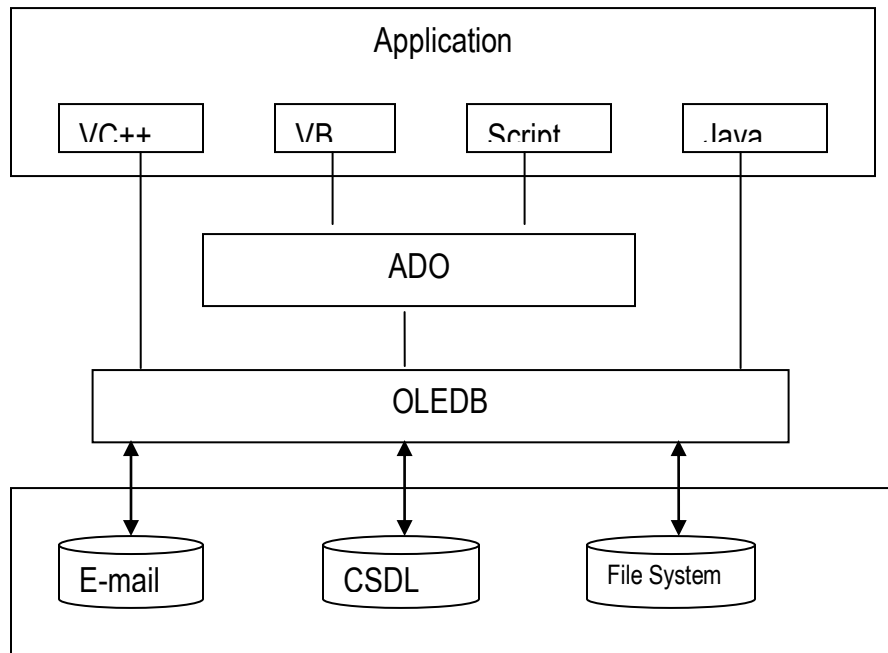 Application
VC++
VB
Script
Java
ADO
OLEDB
E-mail
CSDL
File System